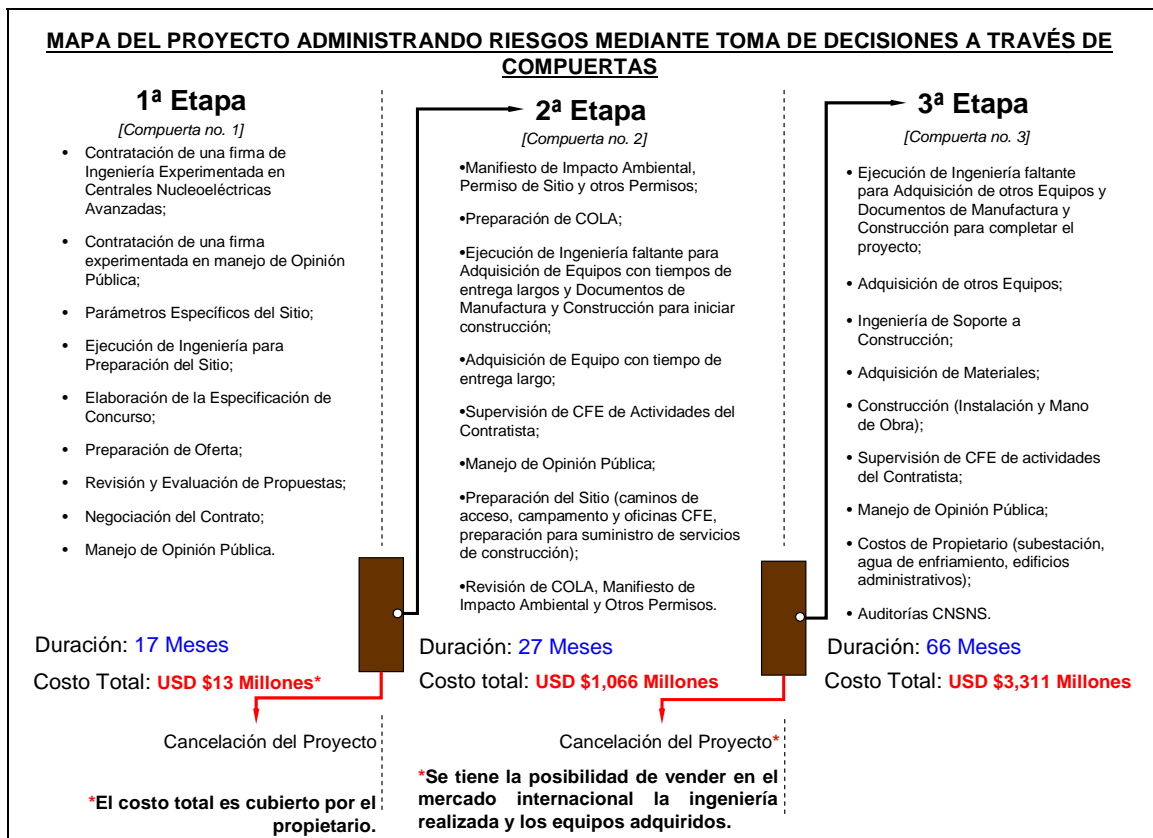 MAPA DEL PROYECTO ADMINISTRANDO RIESGOS MEDIANTE TOMA DE DECISIONES A TRAVÉS DE
COMPUERTAS
1ª Etapa
[Compuerta no. 1]
• Contratación de una firma de
Ingeniería Experimentada en
Centrales Nucleoeléctricas
Avanzadas;
• Contratación de una firma
experimentada en manejo de Opinión
Pública;
• Parámetros Específicos del Sitio;
• Ejecución de Ingeniería para
Preparación del Sitio;
• Elaboración de la Especificación de
Concurso;
• Preparación de Oferta;
• Revisión y Evaluación de Propuestas;
• Negociación del Contrato;
• Manejo de Opinión Pública.
Duración: 17 Meses
Costo Total: USD $13 Millones*
Cancelación del Proyecto
*El costo total es cubierto por el
propietario.
2ª Etapa
[Compuerta no. 2]
•Manifiesto de Impacto Ambiental,
Permiso de Sitio y otros Permisos;
•Preparación de COLA;
•Ejecución de Ingeniería faltante para
Adquisición de Equipos con tiempos de
entrega largos y Documentos de
Manufactura y Construcción para iniciar
construcción;
•Adquisición de Equipo con tiempo de
entrega largo;
•Supervisión de CFE de Actividades del
Contratista;
•Manejo de Opinión Pública;
•Preparación del Sitio (caminos de
acceso, campamento y oficinas CFE,
preparación para suministro de servicios
de construcción);
•Revisión de COLA, Manifiesto de
Impacto Ambiental y Otros Permisos.
Duración: 27 Meses
Costo total: USD $1,066 Millones
Cancelación del Proyecto*
*Se tiene la posibilidad de vender en el
mercado internacional la ingeniería
realizada y los equipos adquiridos.
3ª Etapa
[Compuerta no. 3]
• Ejecución de Ingeniería faltante
para Adquisición de otros Equipos y
Documentos de Manufactura y
Construcción para completar el
proyecto;
• Adquisición de otros Equipos;
• Ingeniería de Soporte a
Construcción;
• Adquisición de Materiales;
• Construcción (Instalación y Mano
de Obra);
• Supervisión de CFE de actividades
del Contratista;
• Manejo de Opinión Pública;
• Costos de Propietario (subestación,
agua de enfriamiento, edificios
administrativos);
• Auditorías CNSNS.
Duración: 66 Meses
Costo Total: USD $3,311 Millones